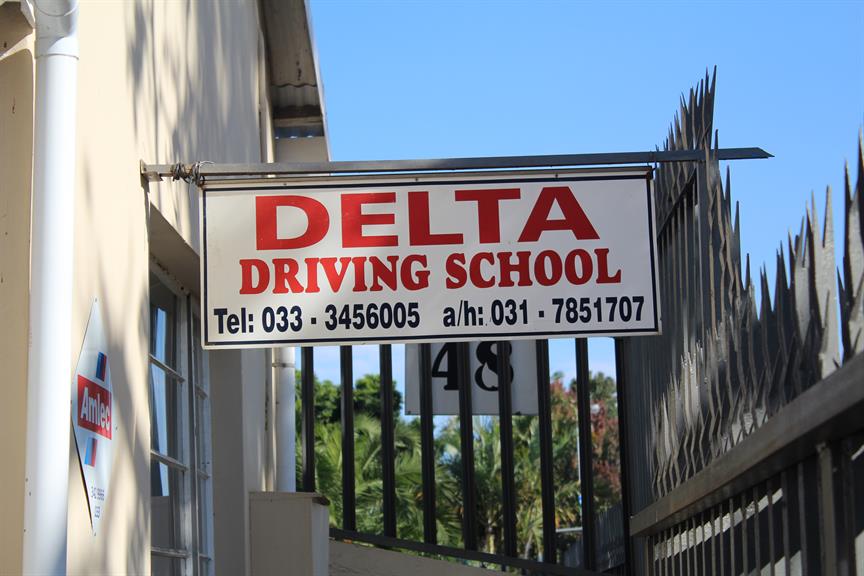 DELTA
DRIVING SCHOOL
Tel: 033 - 3456005 a/h: 031 - 7851707
48
Amlec